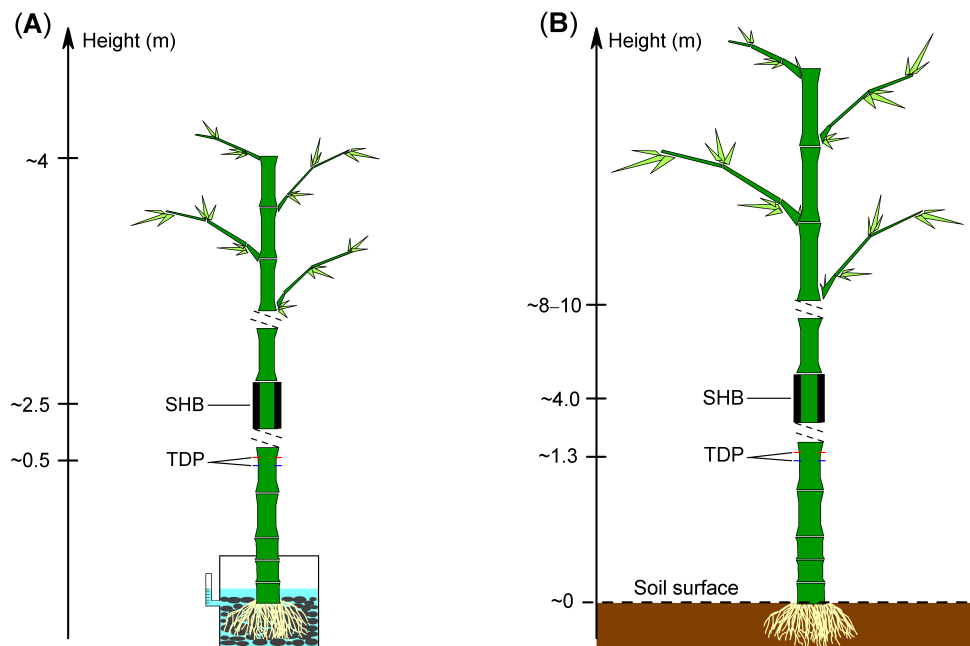 (A)
Height (m)
~4
SHB
~2.5
TDP
~0.5
(B)
Height (m)
~8–10
SHB
~4.0
TDP
~1.3
Soil surface
~0